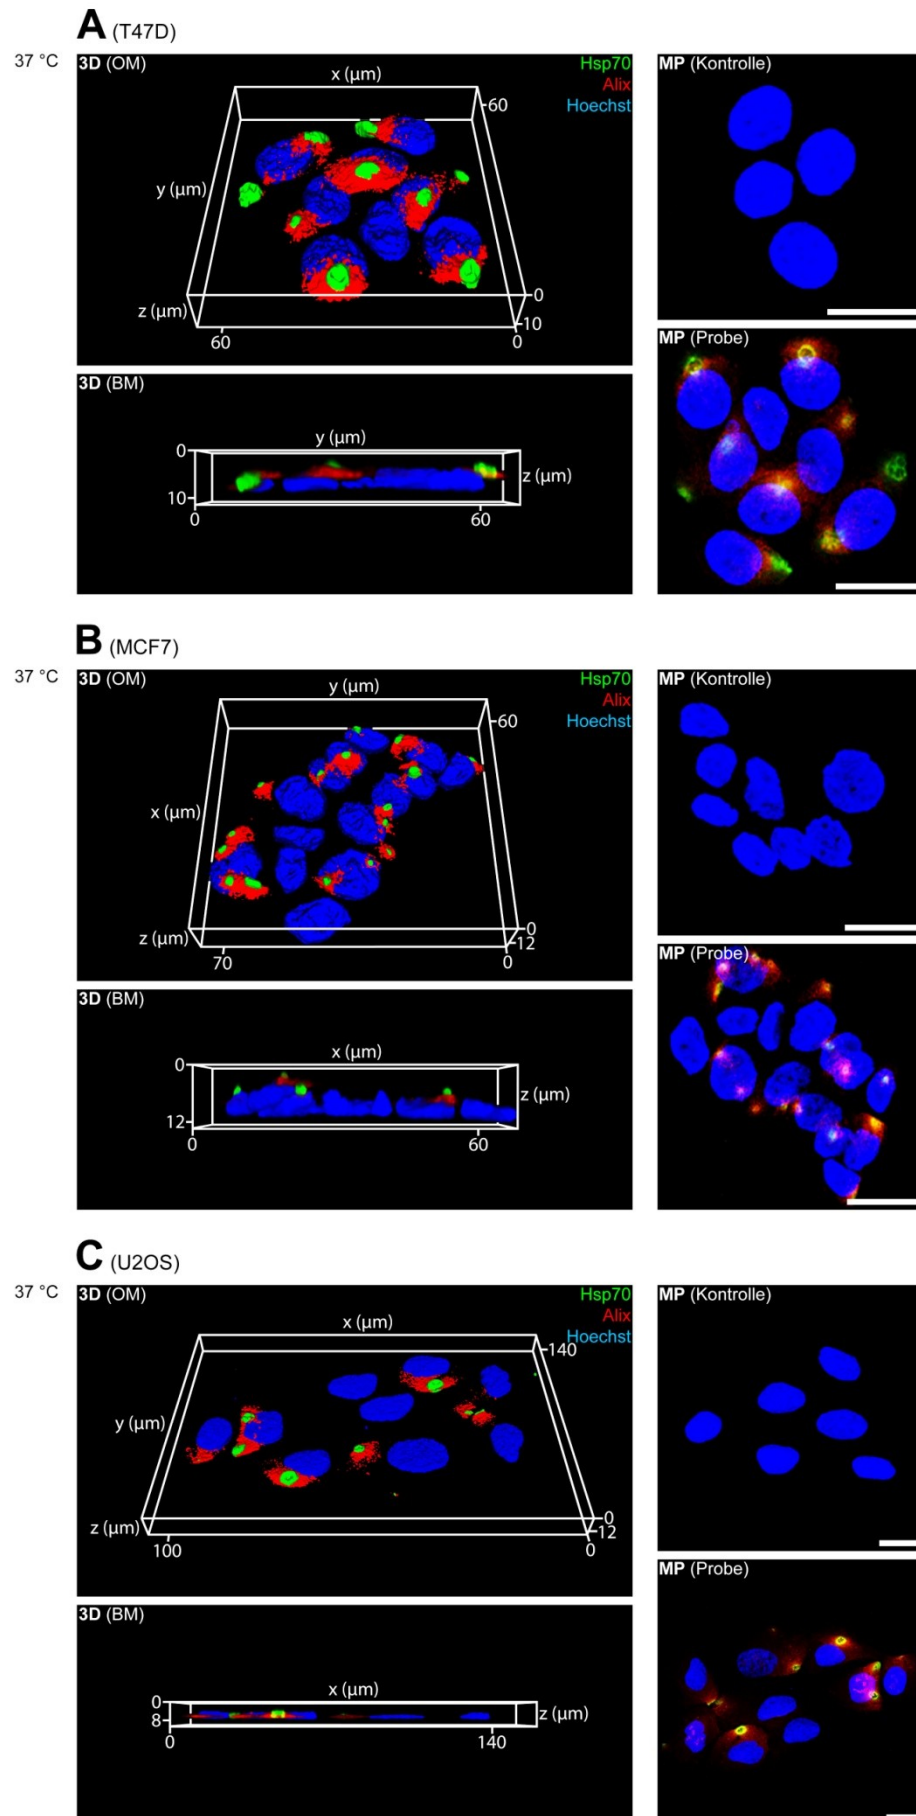 A (T47D)
37 °C
3D (OM)
Hsp70
Alix
Hoechst
x (µm)
60
y (µm)
z (µm)
0
10
60
0
MP (Kontrolle)
3D (BM)
y (µm)
0
10
z (µm)
0
60
MP (Probe)
B (MCF7)
37 °C
3D (OM)
Hsp70
Alix
Hoechst
y (µm)
60
x (µm)
z (µm)
0
12
70
0
MP (Kontrolle)
3D (BM)
x (µm)
0
12
z (µm)
0
60
MP (Probe)
C (U2OS)
37 °C
3D (OM)
Hsp70
Alix
Hoechst
x (µm)
140
y (µm)
z (µm)
0
12
100
0
MP (Kontrolle)
3D (BM)
x (µm)
0
8
z (µm)
0
140
MP (Probe)